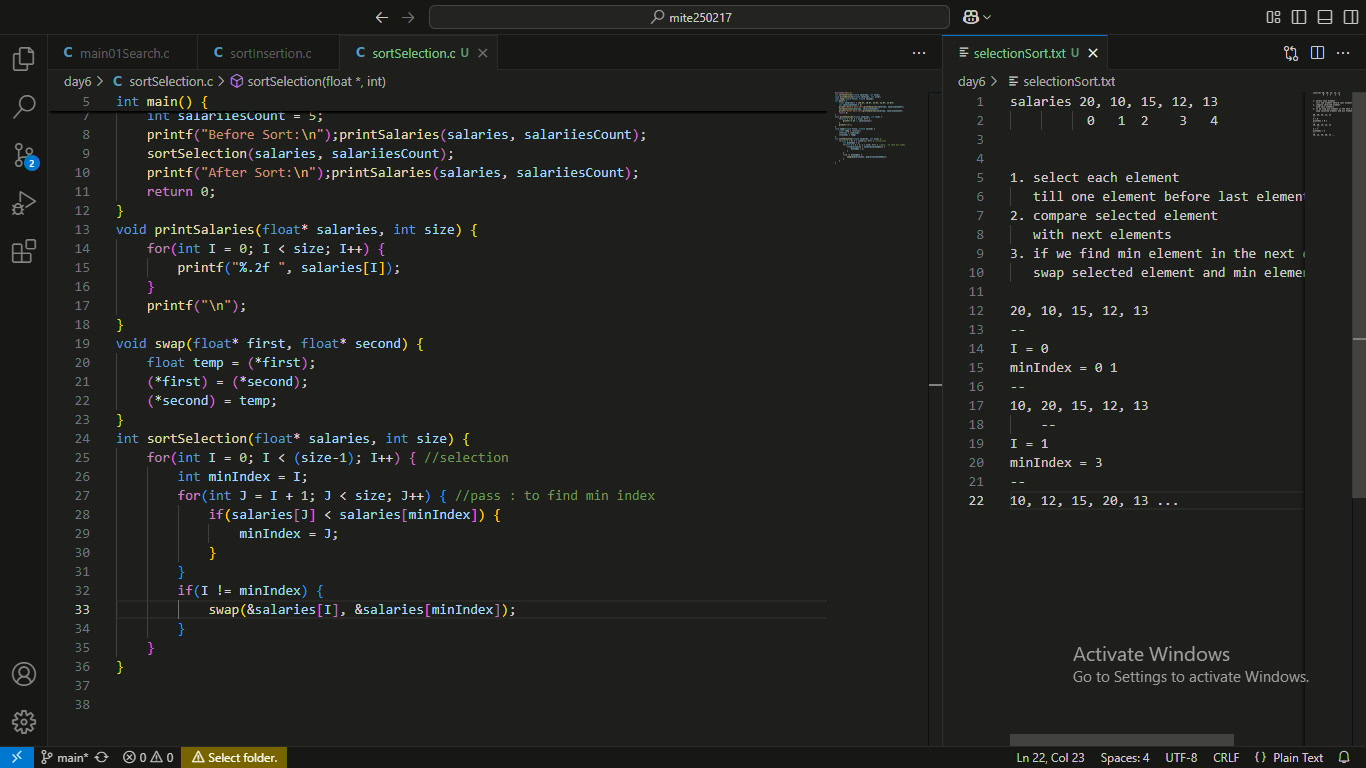 mite250217
main01Search.c
sortInsertion.c
sortSelection.c U
selectionSort.txt U
day6 > C sortSelection.c > sortSelection(float *, int)
day6 > selectionSort.txt
5 int main() {
7 int salariiesCount = 5;
8 printf("Before Sort:\n");printSalaries(salaries, salariiesCount);
9 sortSelection(salaries, salariiesCount);
10 printf("After Sort:\n");printSalaries(salaries, salariiesCount);
11 return 0;
12 }
13 void printSalaries(float* salaries, int size) {
14 for(int I = 0; I < size; I++) {
15 printf("%.2f ", salaries[I]);
16 }
17 printf("\n");
18 }
19 void swap(float* first, float* second) {
20 float temp = (*first);
21 (*first) = (*second);
22 (*second) = temp;
23 }
24 int sortSelection(float* salaries, int size) {
25 for(int I = 0; I < (size-1); I++) { //selection
26 int minIndex = I;
27 for(int J = I + 1; J < size; J++) { //pass : to find min index
28 if(salaries[J] < salaries[minIndex]) {
29 minIndex = J;
30 }
31 }
32 if(I != minIndex) {
33 swap(&salaries[I], &salaries[minIndex]);
34 }
35 }
36 }
37
38
1 salaries 20, 10, 15, 12, 13
2 0 1 2 3 4
3
4
5 1. select each element
6 till one element before last element
7 2. compare selected element
8 with next elements
9 3. if we find min element in the next
10 swap selected element and min
11
12 20, 10, 15, 12, 13
13 --
14 I = 0
15 minIndex = 0 1
16 --
17 10, 20, 15, 12, 13
18 --
19 I = 1
20 minIndex = 3
21 --
22 10, 12, 15, 20, 13 ...
Activate Windows
Go to Settings to activate Windows.
2
main* 0 0 Select folder.
Ln 22, Col 23 Spaces: 4 UTF-8 CRLF {} Plain Text